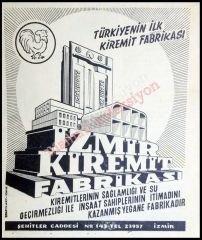 TÜRKİYENİN İLK
KİREMİT FABRİKASI
İZMİR
KİREMİT
FABRİKASI
KİREMİTLERİNİN SAĞLAMLIĞI VE SU
GEÇİRMEZLİĞİ İLE İNŞAAT SAHİPLERİNİN İTİMADINI
KAZANMIŞ YEGANE FABRİKADIR
ŞEHİTLER CADDESİ NR 143-TEL 23957 İZMİR